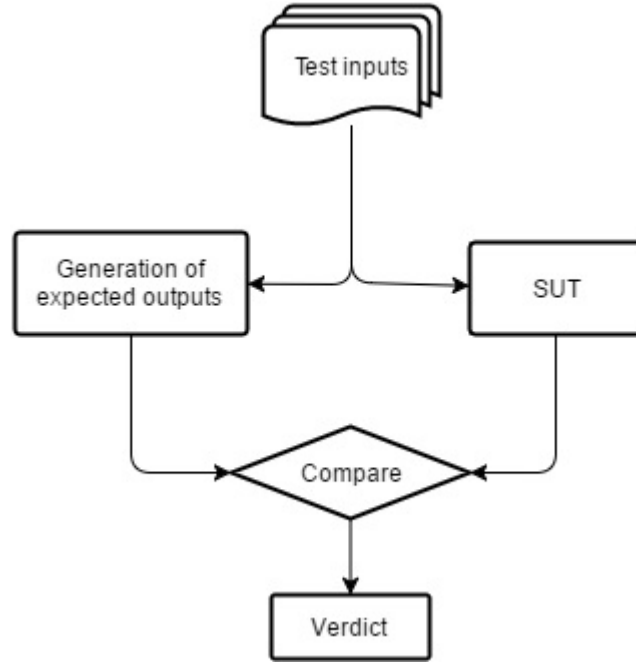 Test inputs
Generation of
expected outputs
SUT
Compare
Verdict